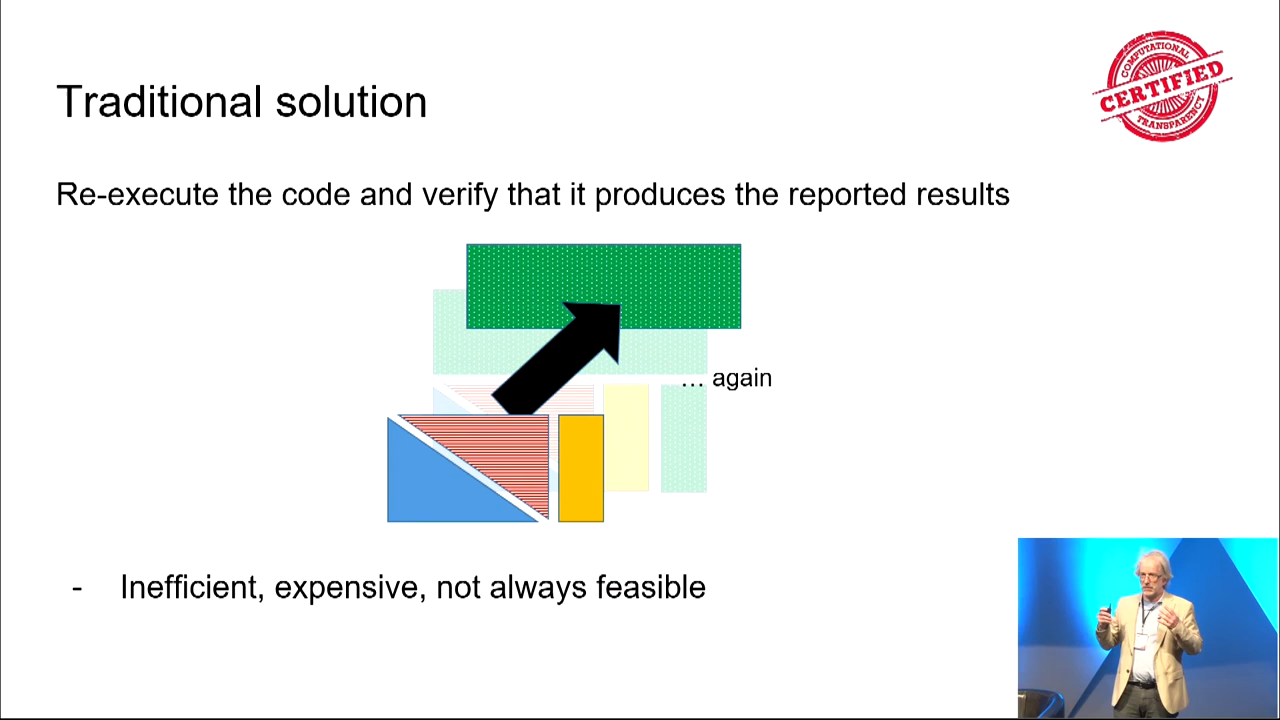 Traditional solution
COMPUTATIONAL
CERTIFIED
TRANSPARENCY
Re-execute the code and verify that it produces the reported results
… again
- Inefficient, expensive, not always feasible